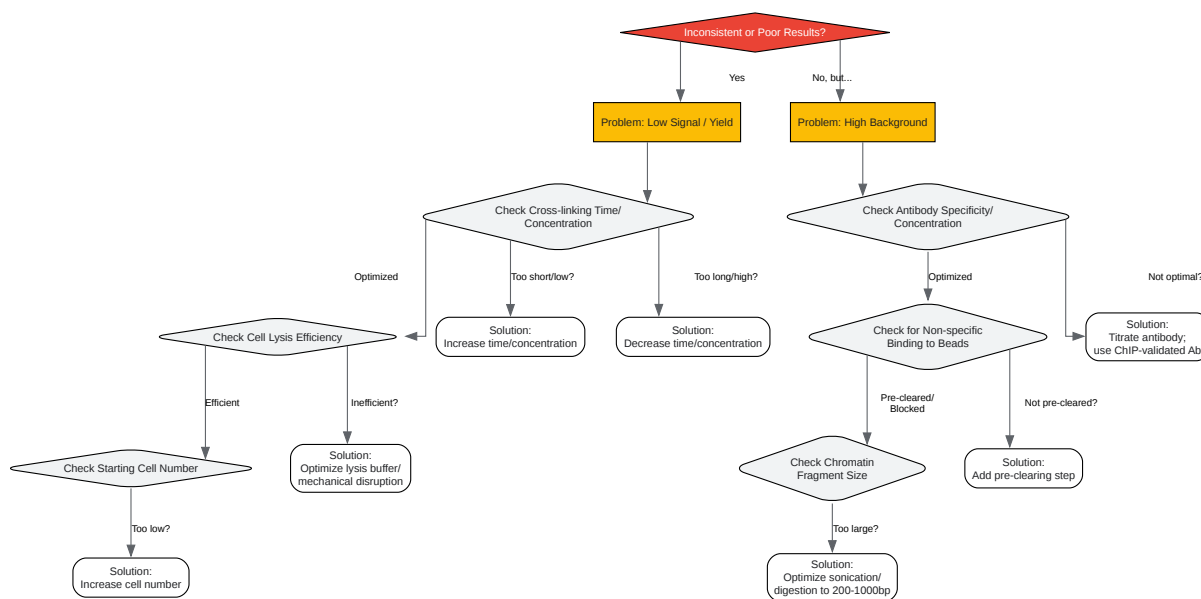 Inconsistent or Poor Results?
Yes
No, but...
Problem: Low Signal / Yield
Problem: High Background
Check Cross-linking Time/
Concentration
Check Antibody Specificity/
Concentration
Optimized
Too short/low?
Too long/high?
Optimized
Not optimal?
Check Cell Lysis Efficiency
Solution:
Increase time/concentration
Solution:
Decrease time/concentration
Check for Non-specific
Binding to Beads
Solution:
Titrate antibody;
use ChIP-validated Ab
Efficient
Inefficient?
Pre-cleared/
Blocked
Not pre-cleared?
Check Starting Cell Number
Solution:
Optimize lysis buffer/
mechanical disruption
Check Chromatin
Fragment Size
Solution:
Add pre-clearing step
Too low?
Too large?
Solution:
Increase cell number
Solution:
Optimize sonication/
digestion to 200-1000bp